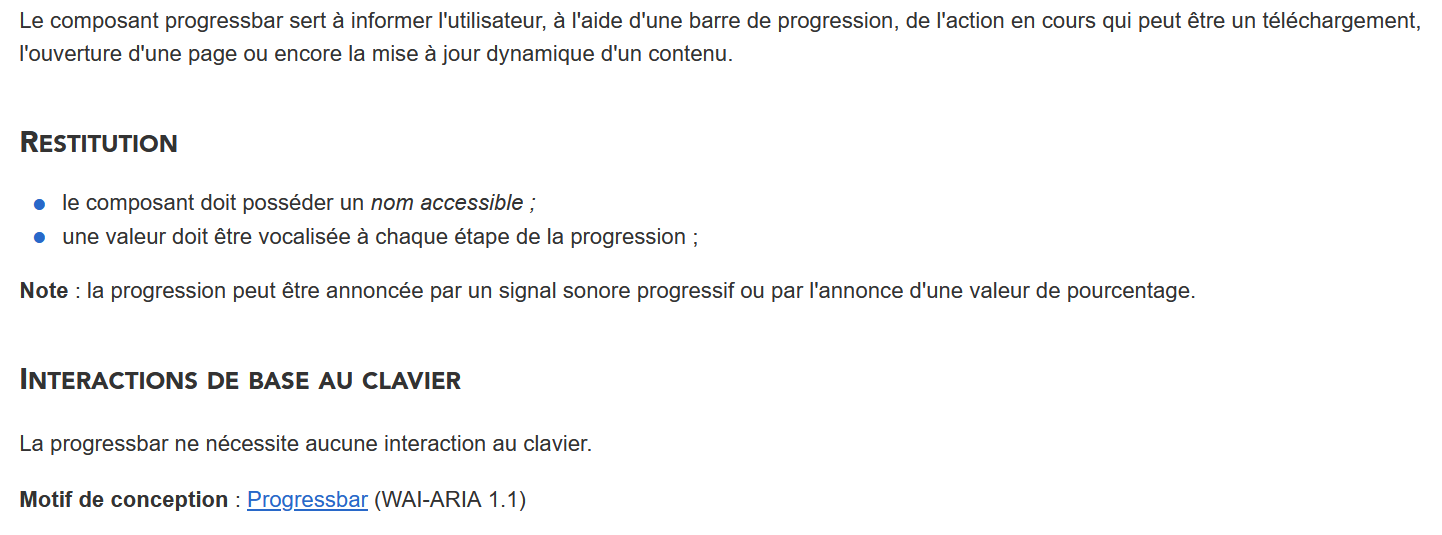 Le composant progressbar sert à informer l'utilisateur, à l'aide d'une barre de progression, de l'action en cours qui peut être un téléchargement,
l'ouverture d'une page ou encore la mise à jour dynamique d'un contenu.
Restitution
le composant doit posséder un nom accessible ;
une valeur doit être vocalisée à chaque étape de la progression ;
Note : la progression peut être annoncée par un signal sonore progressif ou par l'annonce d'une valeur de pourcentage.
Interactions de base au clavier
La progressbar ne nécessite aucune interaction au clavier.
Motif de conception : Progressbar (WAI-ARIA 1.1)